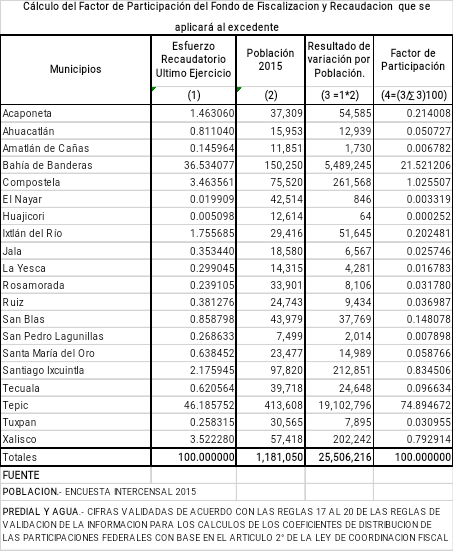 Cálculo del Factor de Participación del Fondo de Fiscalizacion y Recaudacion que se
aplicará al excedente
Municipios | Esfuerzo Recaudatorio Ultimo Ejercicio | Población 2015 | Resultado de variación por Población. | Factor de Participación
(1) | (2) | (3 =1*2) | (4=(3/∑ 3)100)
Acaponeta 1.463060 37,309 54,585 0.214008
Ahuacatlán 0.811040 15,953 12,939 0.050727
Amatlán de Cañas 0.145964 11,851 1,730 0.006782
Bahía de Banderas 36.534077 150,250 5,489,245 21.521206
Compostela 3.463561 75,520 261,568 1.025507
El Nayar 0.019909 42,514 846 0.003319
Huajicori 0.005098 12,614 64 0.000252
Ixtlán del Río 1.755685 29,416 51,645 0.202481
Jala 0.353440 18,580 6,567 0.025746
La Yesca 0.299045 14,315 4,281 0.016783
Rosamorada 0.239105 33,901 8,106 0.031780
Ruiz 0.381276 24,743 9,434 0.036987
San Blas 0.858798 43,979 37,769 0.148078
San Pedro Lagunillas 0.268633 7,499 2,014 0.007898
Santa María del Oro 0.638452 23,477 14,989 0.058766
Santiago Ixcuintla 2.175945 97,820 212,851 0.834506
Tecuala 0.620564 39,718 24,648 0.096634
Tepic 46.185752 413,608 19,102,796 74.894672
Tuxpan 0.258315 30,565 7,895 0.030955
Xalisco 3.522280 57,418 202,242 0.792914
Totales 100.000000 1,181,050 25,506,216 100.000000
FUENTE
POBLACION.- ENCUESTA INTERCENSAL 2015
PREDIAL Y AGUA.- CIFRAS VALIDADAS DE ACUERDO CON LAS REGLAS 17 AL 20 DE LAS REGLAS DE
VALIDACION DE LA INFORMACION PARA LOS CALCULOS DE LOS COEFICIENTES DE DISTRIBUCION DE
LAS PARTICIPACIONES FEDERALES CON BASE EN EL ARTICULO 2° DE LA LEY DE COORDINACION FISCAL